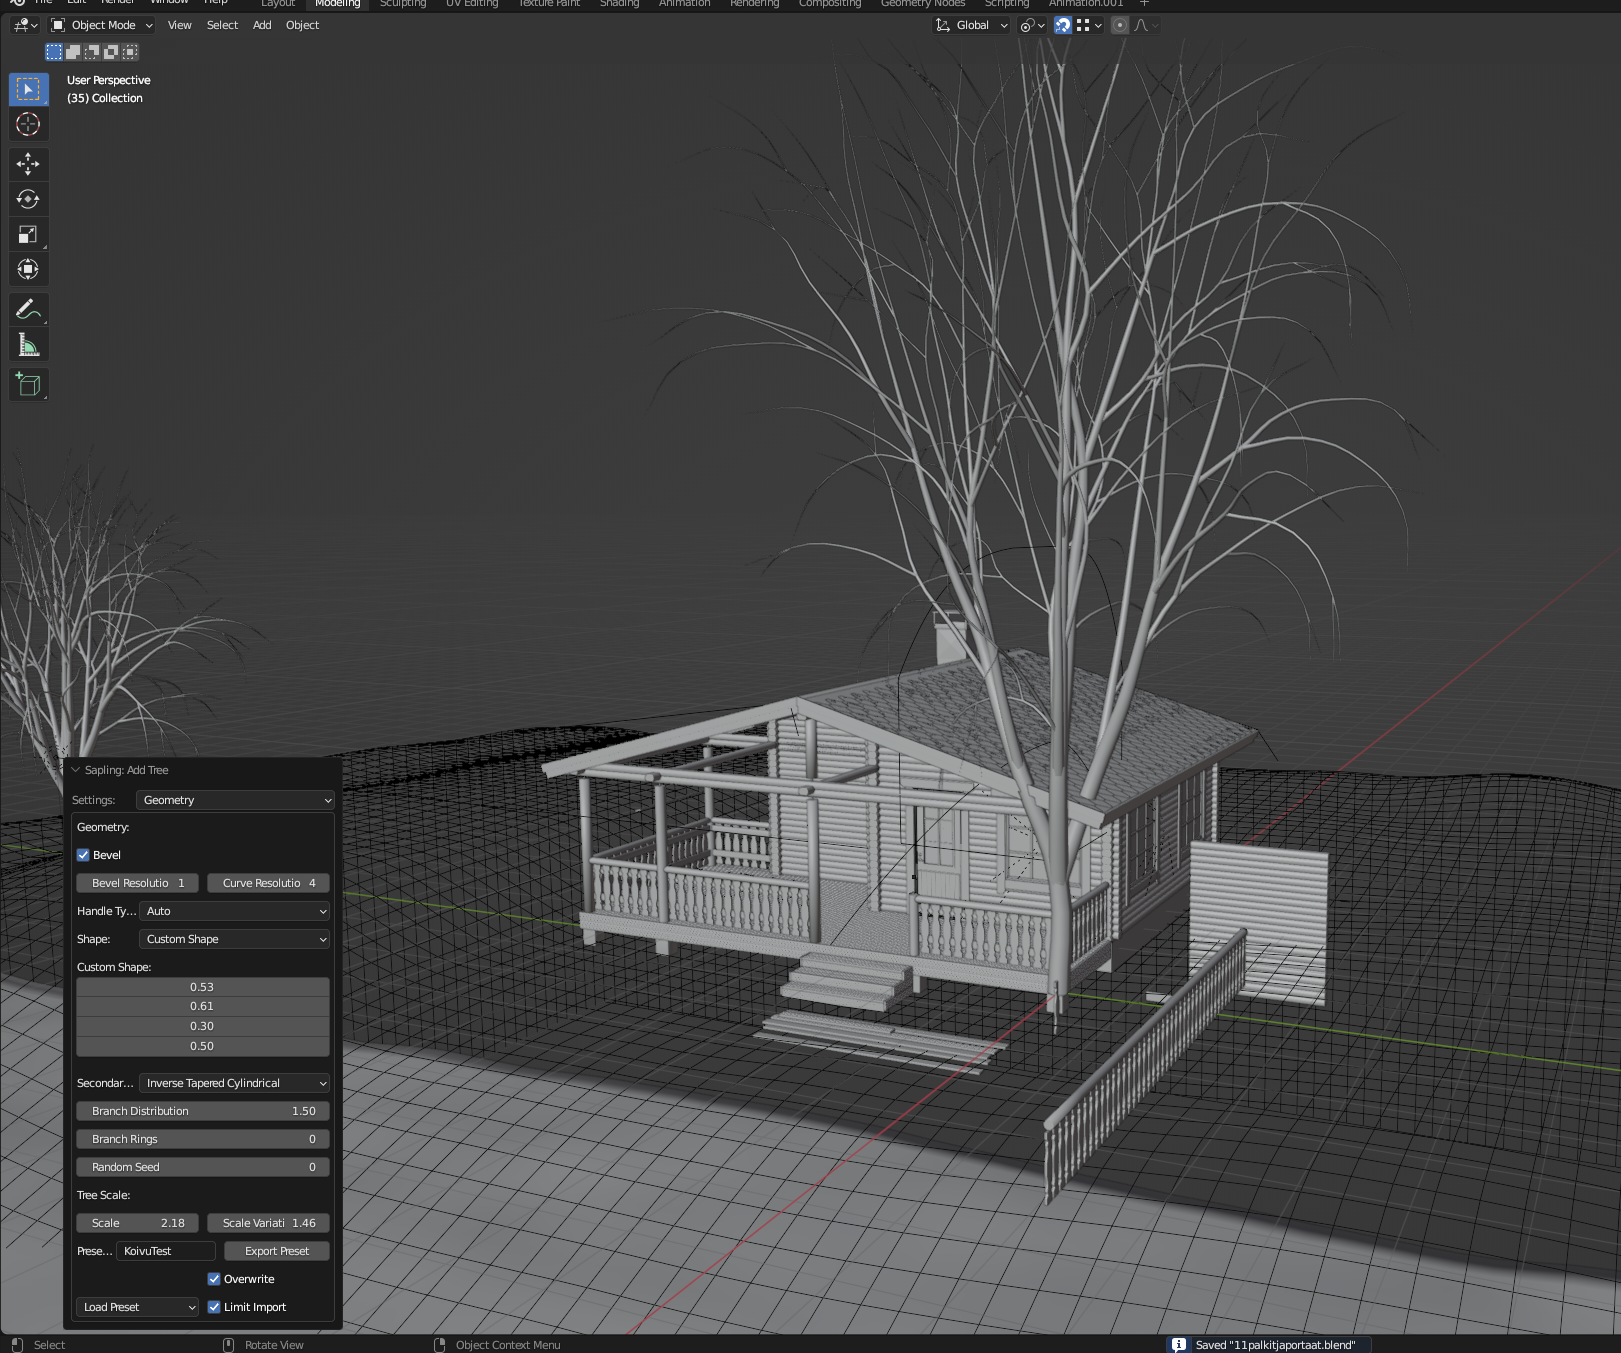 File Edit Render Window Help Layout Modeling Sculpting UV Editing Texture Paint Shading Animation Rendering Compositing Geometry Nodes Scripting Animation.001 +
Object Mode View Select Add Object Global
User Perspective
(35) Collection
Sapling: Add Tree
Settings: Geometry
Geometry:
Bevel
Bevel Resolutio 1 Curve Resolutio 4
Handle Ty... Auto
Shape: Custom Shape
Custom Shape:
0.53
0.61
0.30
0.50
Secondar... Inverse Tapered Cylindrical
Branch Distribution 1.50
Branch Rings 0
Random Seed 0
Tree Scale:
Scale 2.18 Scale Variati 1.46
Prese... KoivuTest Export Preset
Overwrite
Load Preset Limit Import
Select Rotate View Object Context Menu Saved "11palkitjaportaat.blend"